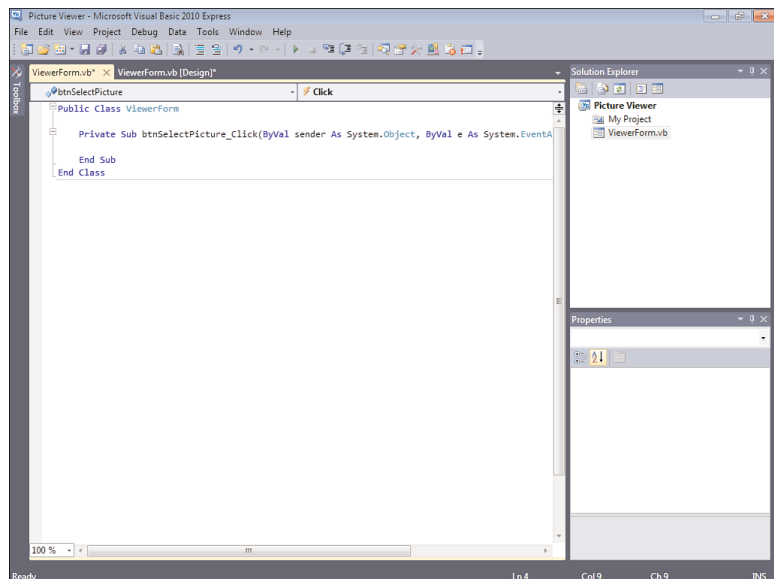 Picture Viewer - Microsoft Visual Basic 2010 Express
File Edit View Project Debug Data Tools Window Help
Toolbox
ViewerForm.vb* ViewerForm.vb [Design]*
btnSelectPicture Click
Public Class ViewerForm
Private Sub btnSelectPicture_Click(ByVal sender As System.Object, ByVal e As System.EventA
End Sub
End Class
100 %
Solution Explorer
Picture Viewer
My Project
ViewerForm.vb
Properties
Ready Ln 4 Col 9 Ch 9 INS